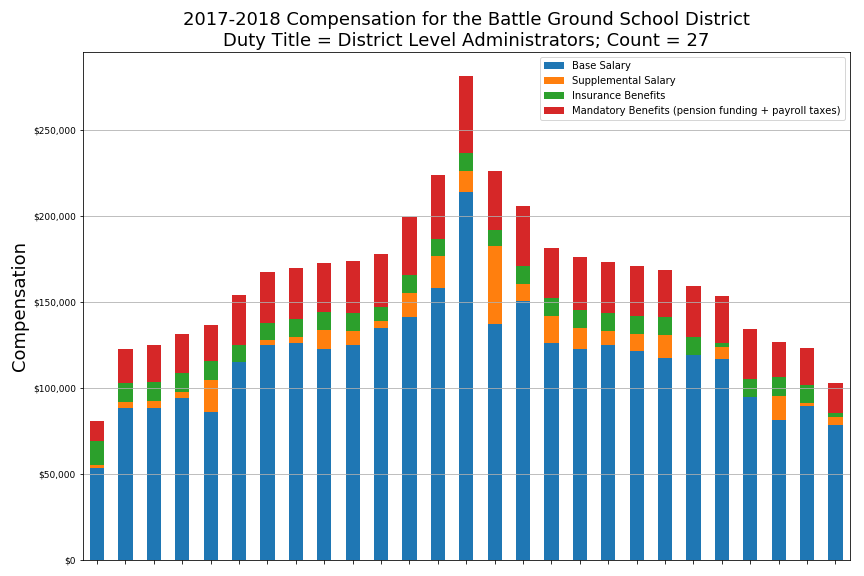 2017-2018 Compensation for the Battle Ground School District
Duty Title = District Level Administrators; Count = 27
Base Salary
Supplemental Salary
Insurance Benefits
Mandatory Benefits (pension funding + payroll taxes)
$250,000
$200,000
$150,000
$100,000
$50,000
$0
Compensation